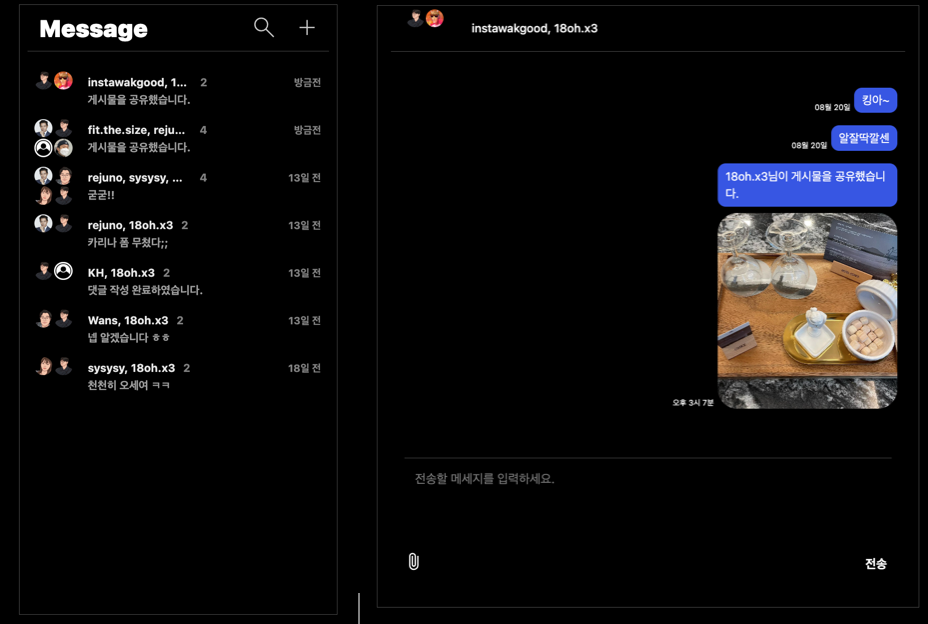 Message
instawakgood, 1... 2 방금전
게시물을 공유했습니다.
fit.the.size, reju... 4 방금전
게시물을 공유했습니다.
rejuno, sysysy, ... 4 13일 전
굳굳!!
rejuno, 18oh.x3 2 13일 전
카리나 폼 무쳤다;;
KH, 18oh.x3 2 13일 전
댓글 작성 완료하였습니다.
Wans, 18oh.x3 2 13일 전
넵 알겠습니다 ㅎㅎ
sysysy, 18oh.x3 2 18일 전
천천히 오세여 ㅋㅋ
instawakgood, 18oh.x3
08월 20일 킹아~
08월 20일 알잘딱깔센
18oh.x3님이 게시물을 공유했습니
다.
오후 3시 7분
전송할 메세지를 입력하세요.
전송